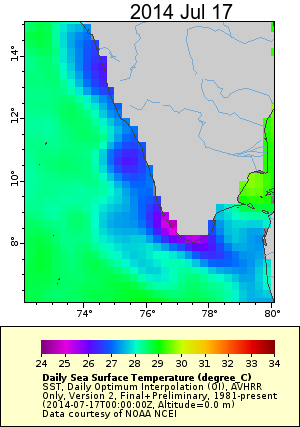 2014 Jul 17
14°
12°
10°
8°
74°
76°
78°
80°
24 25 26 27 28 29 30 31 32 33 34
Daily Sea Surface Temperature (degree_C)
SST, Daily Optimum Interpolation (OI), AVHRR
Only, Version 2, Final+Preliminary, 1981-present
(2014-07-17T00:00:00Z, Altitude=0.0 m)
Data courtesy of NOAA NCEI